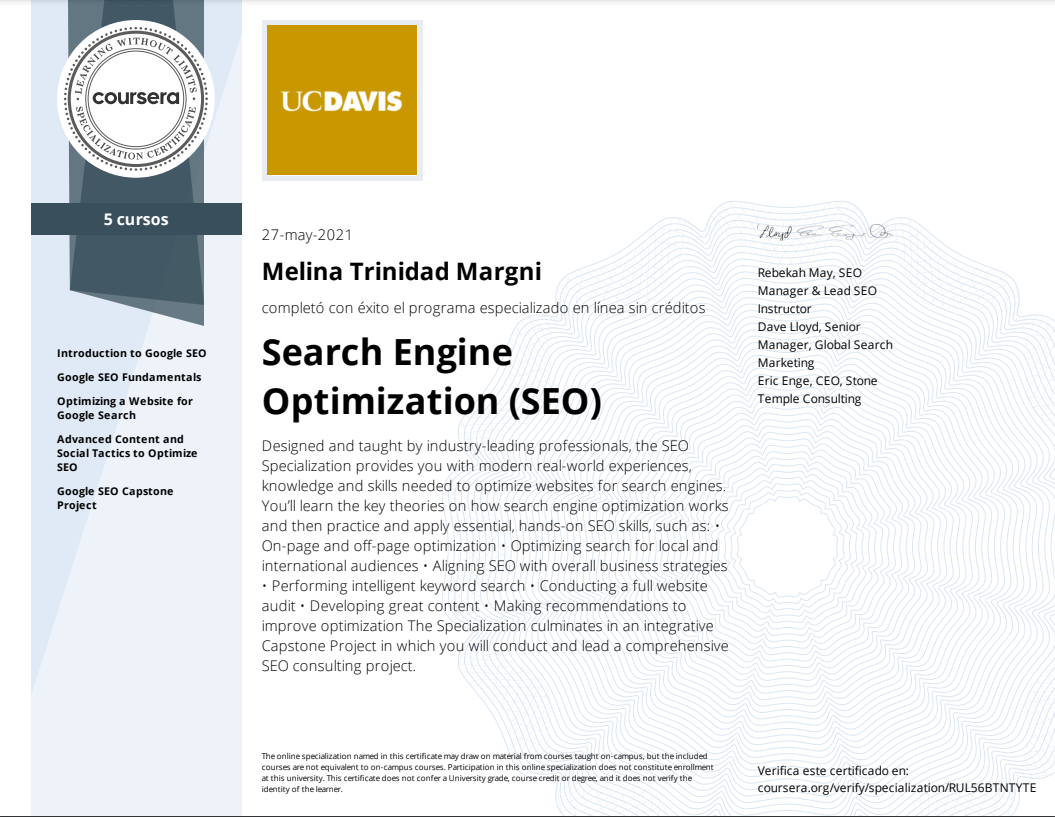 LEARNING WITHOUT LIMITS
coursera
SPECIALIZATION CERTIFICATE
UCDAVIS
5 cursos
Introduction to Google SEO
Google SEO Fundamentals
Optimizing a Website for
Google Search
Advanced Content and
Social Tactics to Optimize
SEO
Google SEO Capstone
Project
27-may-2021
Melina Trinidad Margni
completó con éxito el programa especializado en línea sin créditos
Search Engine
Optimization (SEO)
Designed and taught by industry-leading professionals, the SEO
Specialization provides you with modern real-world experiences,
knowledge and skills needed to optimize websites for search engines.
You'll learn the key theories on how search engine optimization works
and then practice and apply essential, hands-on SEO skills, such as: •
On-page and off-page optimization • Optimizing search for local and
international audiences • Aligning SEO with overall business strategies
• Performing intelligent keyword search • Conducting a full website
audit • Developing great content • Making recommendations to
improve optimization The Specialization culminates in an integrative
Capstone Project in which you will conduct and lead a comprehensive
SEO consulting project.
The online specialization named in this certificate may draw on material from courses taught on-campus, but the included
courses are not equivalent to on-campus courses. Participation in this online specialization does not constitute enrollment
at this university. This certificate does not confer a University grade, course credit or degree, and it does not verify the
identity of the learner.
Lloyd
Rebekah May, SEO
Manager & Lead SEO
Instructor
Dave Lloyd, Senior
Manager, Global Search
Marketing
Eric Enge, CEO, Stone
Temple Consulting
Verifica este certificado en:
coursera.org/verify/specialization/RUL56BTNTYTE